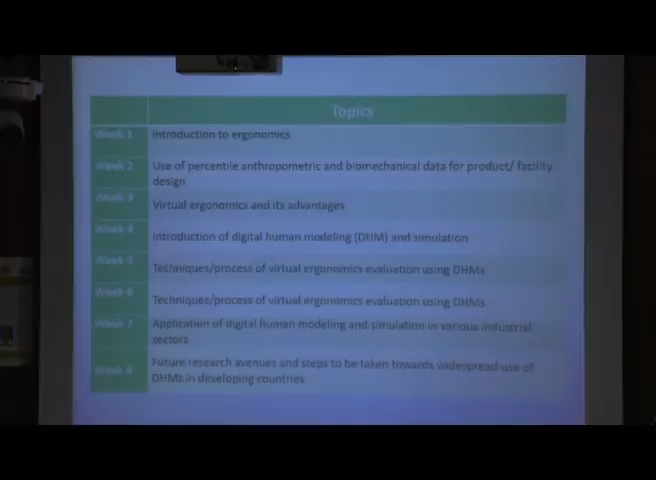 Topics
Week 1 Introduction to ergonomics
Week 2 Use of percentile anthropometric and biomechanical data for product/ facility
design
Week 3 Virtual ergonomics and its advantages
Week 4 Introduction of digital human modeling (DHM) and simulation
Week 5 Techniques/process of virtual ergonomics evaluation using DHMs
Week 6 Techniques/process of virtual ergonomics evaluation using DHMs
Week 7 Application of digital human modeling and simulation in various industrial
sectors
Week 8 Future research avenues and steps to be taken towards widespread use of
DHMs in developing countries